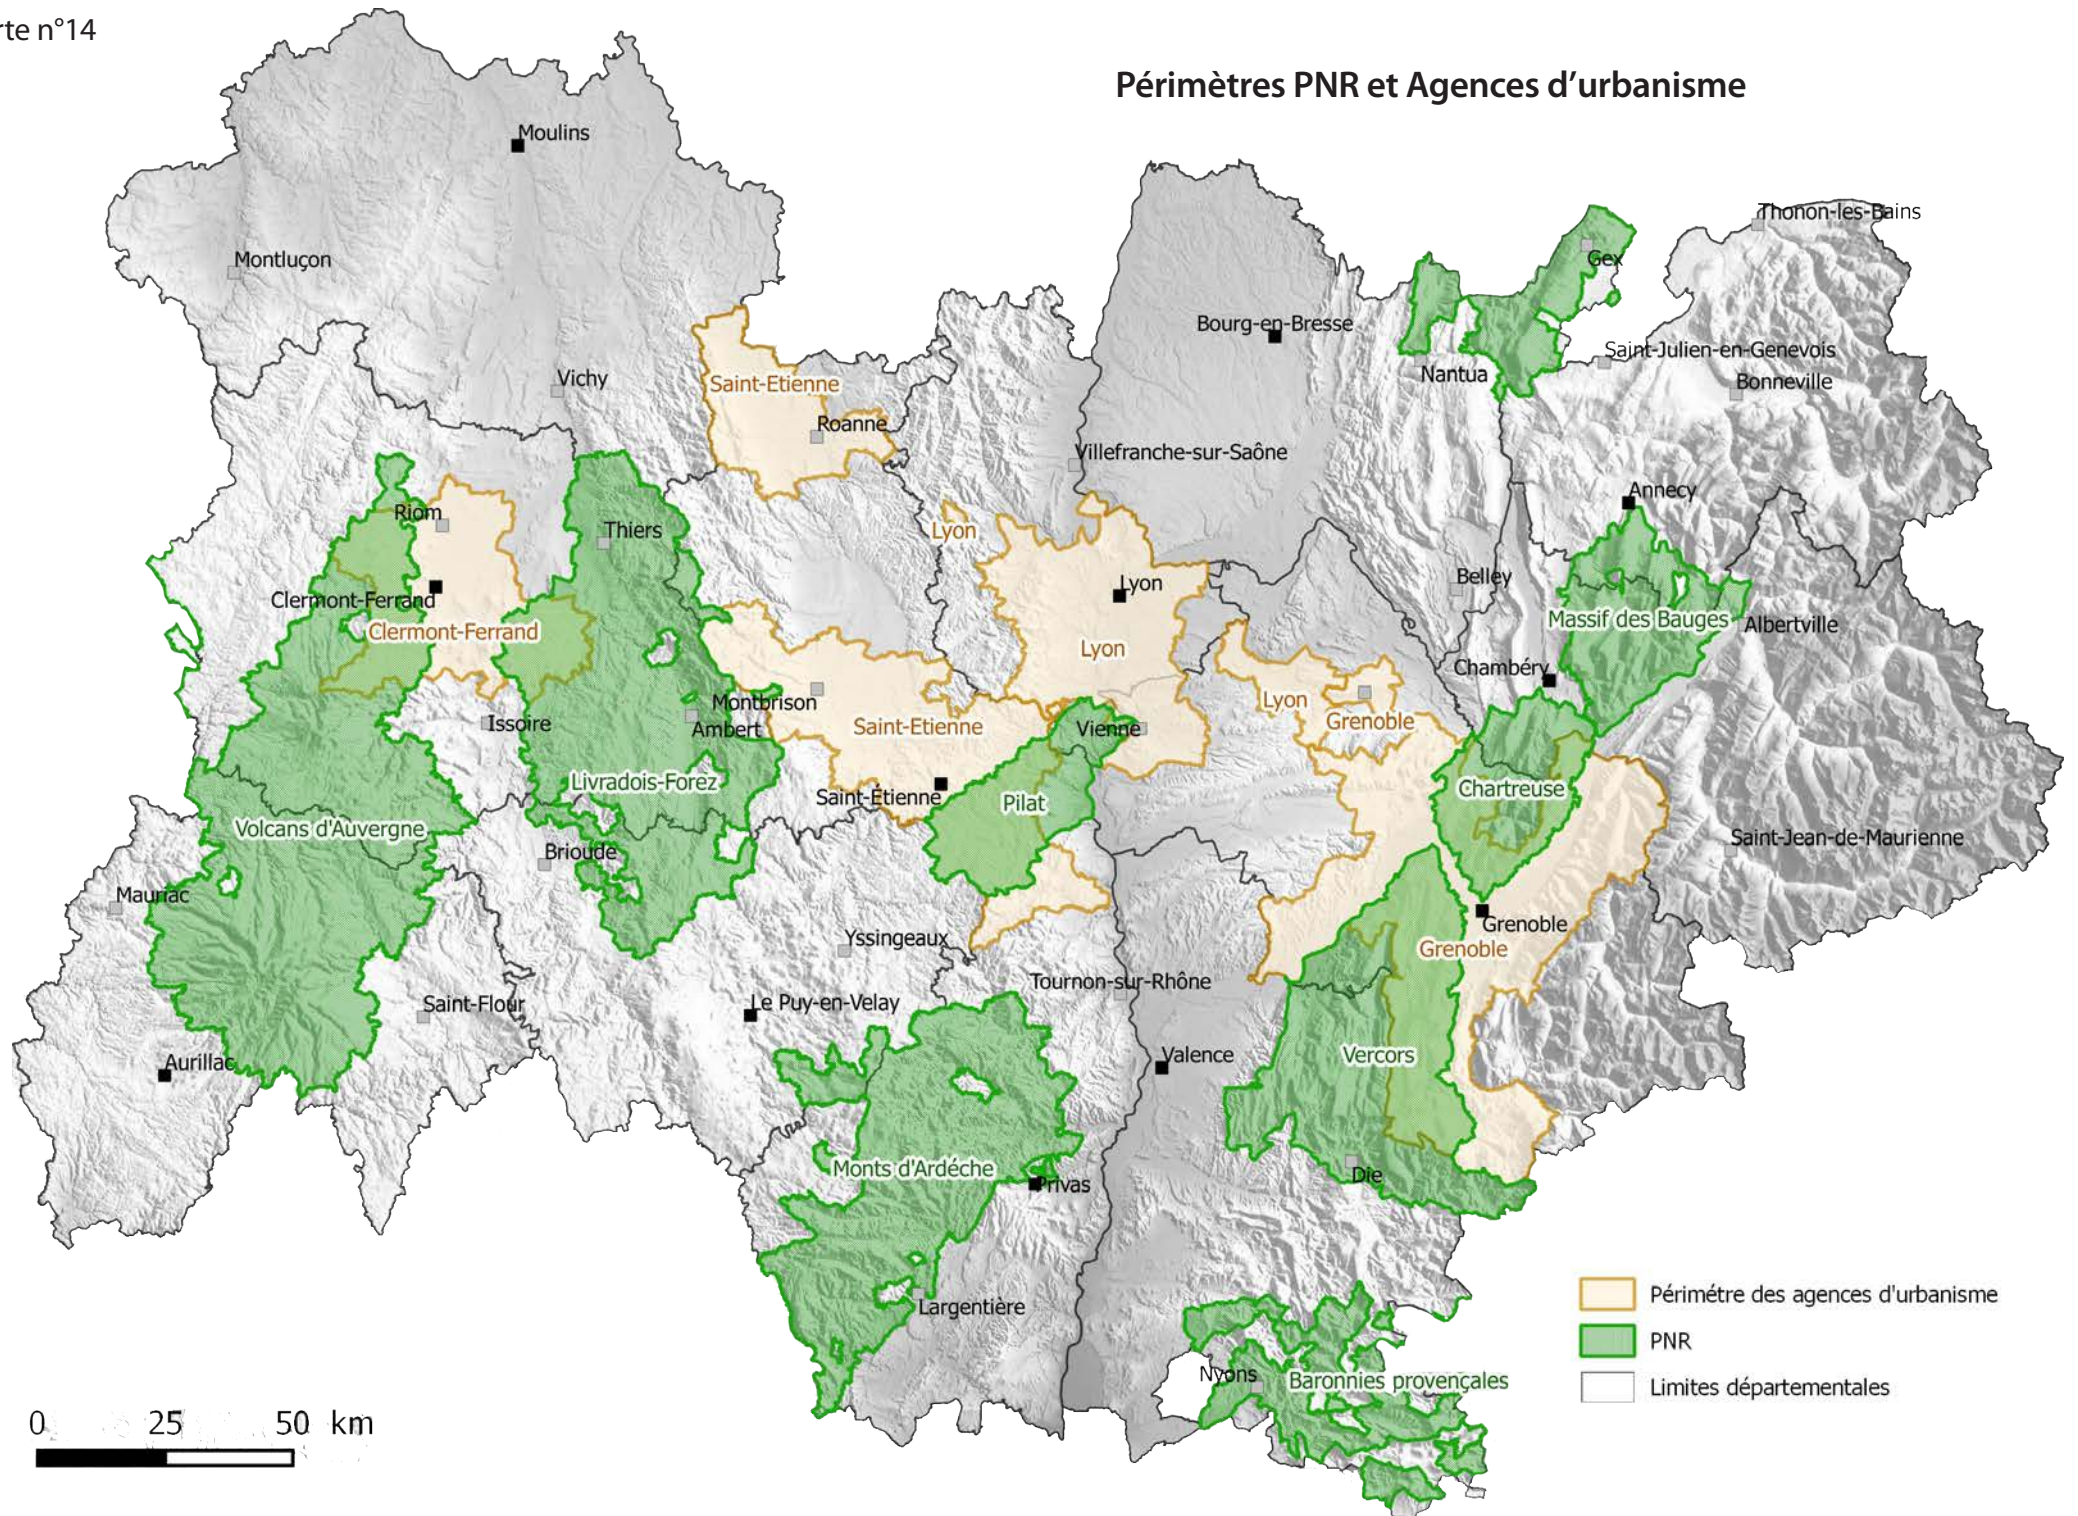 rte n°14
Périmètres PNR et Agences d'urbanisme
Moulins
Montluçon
Thonon-les-Bains
Gex
Bourg-en-Bresse
Saint-Julien-en-Genevois
Nantua
Bonneville
Vichy
Saint-Etienne
Roanne
Villefranche-sur-Saône
Annecy
Riom
Thiers
Lyon
Lyon
Belley
Clermont-Ferrand
Clermont-Ferrand
Massif des Bauges
Albertville
Lyon
Chambéry
Montbrison
Lyon
Grenoble
Issoire
Ambert
Saint-Etienne
Vienne
Livradois-Forez
Saint-Étienne
Pilat
Chartreuse
Volcans d'Auvergne
Saint-Jean-de-Maurienne
Brioude
Mauriac
Grenoble
Yssingeaux
Grenoble
Tournon-sur-Rhône
Saint-Flour
Le Puy-en-Velay
Aurillac
Valence
Vercors
Monts d'Ardéche
Privas
Die
Largentière
Nyons
Baronnies provençales
Périmétre des agences d'urbanisme
PNR
Limites départementales
0 25 50 km